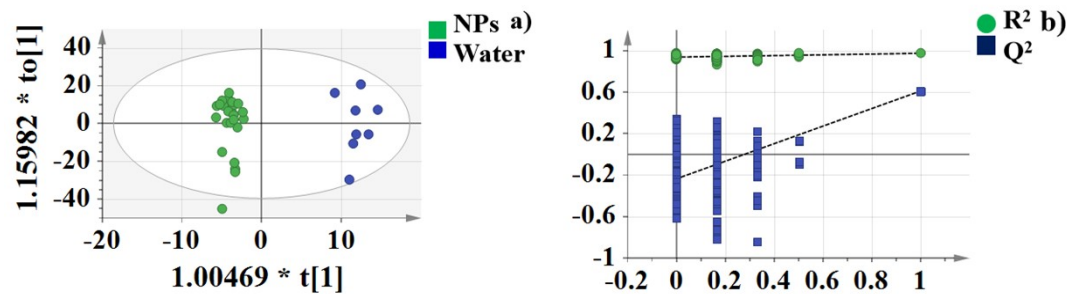 NPs a)
Water
40
20
0
-20
-40
-20 -10 0 10
1.15982 * to[1]
1.00469 * t[1]
R² b)
Q²
1
0.6
0.2
-0.2
-0.6
-1
-0.2 0 0.2 0.4 0.6 0.8 1